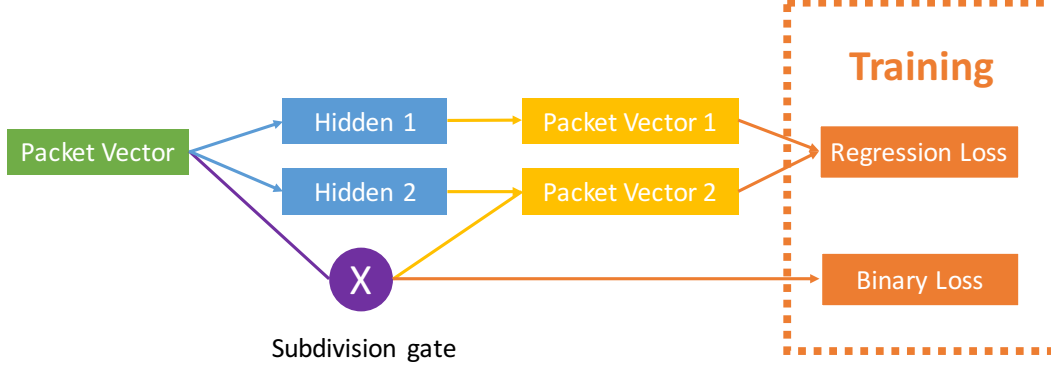 Training
Packet Vector
Hidden 1
Packet Vector 1
Regression Loss
Hidden 2
Packet Vector 2
X
Binary Loss
Subdivision gate